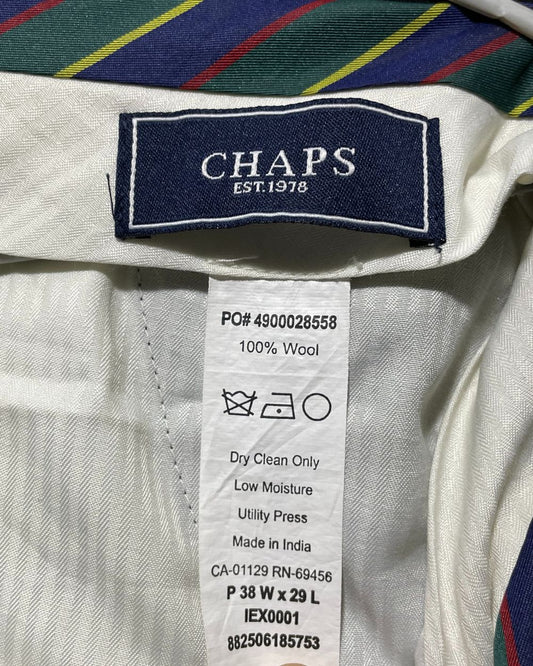 CHAPS
EST.1978
PO# 4900028558
100% Wool
Dry Clean Only
Low Moisture
Utility Press
Made in India
CA-01129 RN-69456
P 38 W x 29 L
IEX0001
882506185753